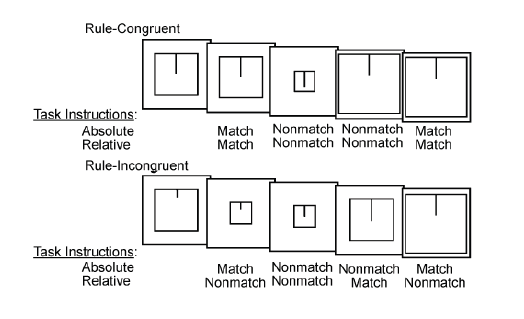 Rule-Congruent
Task Instructions:
Absolute Match Nonmatch Nonmatch Match
Relative Match Nonmatch Nonmatch Match
Rule-Incongruent
Task Instructions:
Absolute Match Nonmatch Nonmatch Match
Relative Nonmatch Nonmatch Match Nonmatch